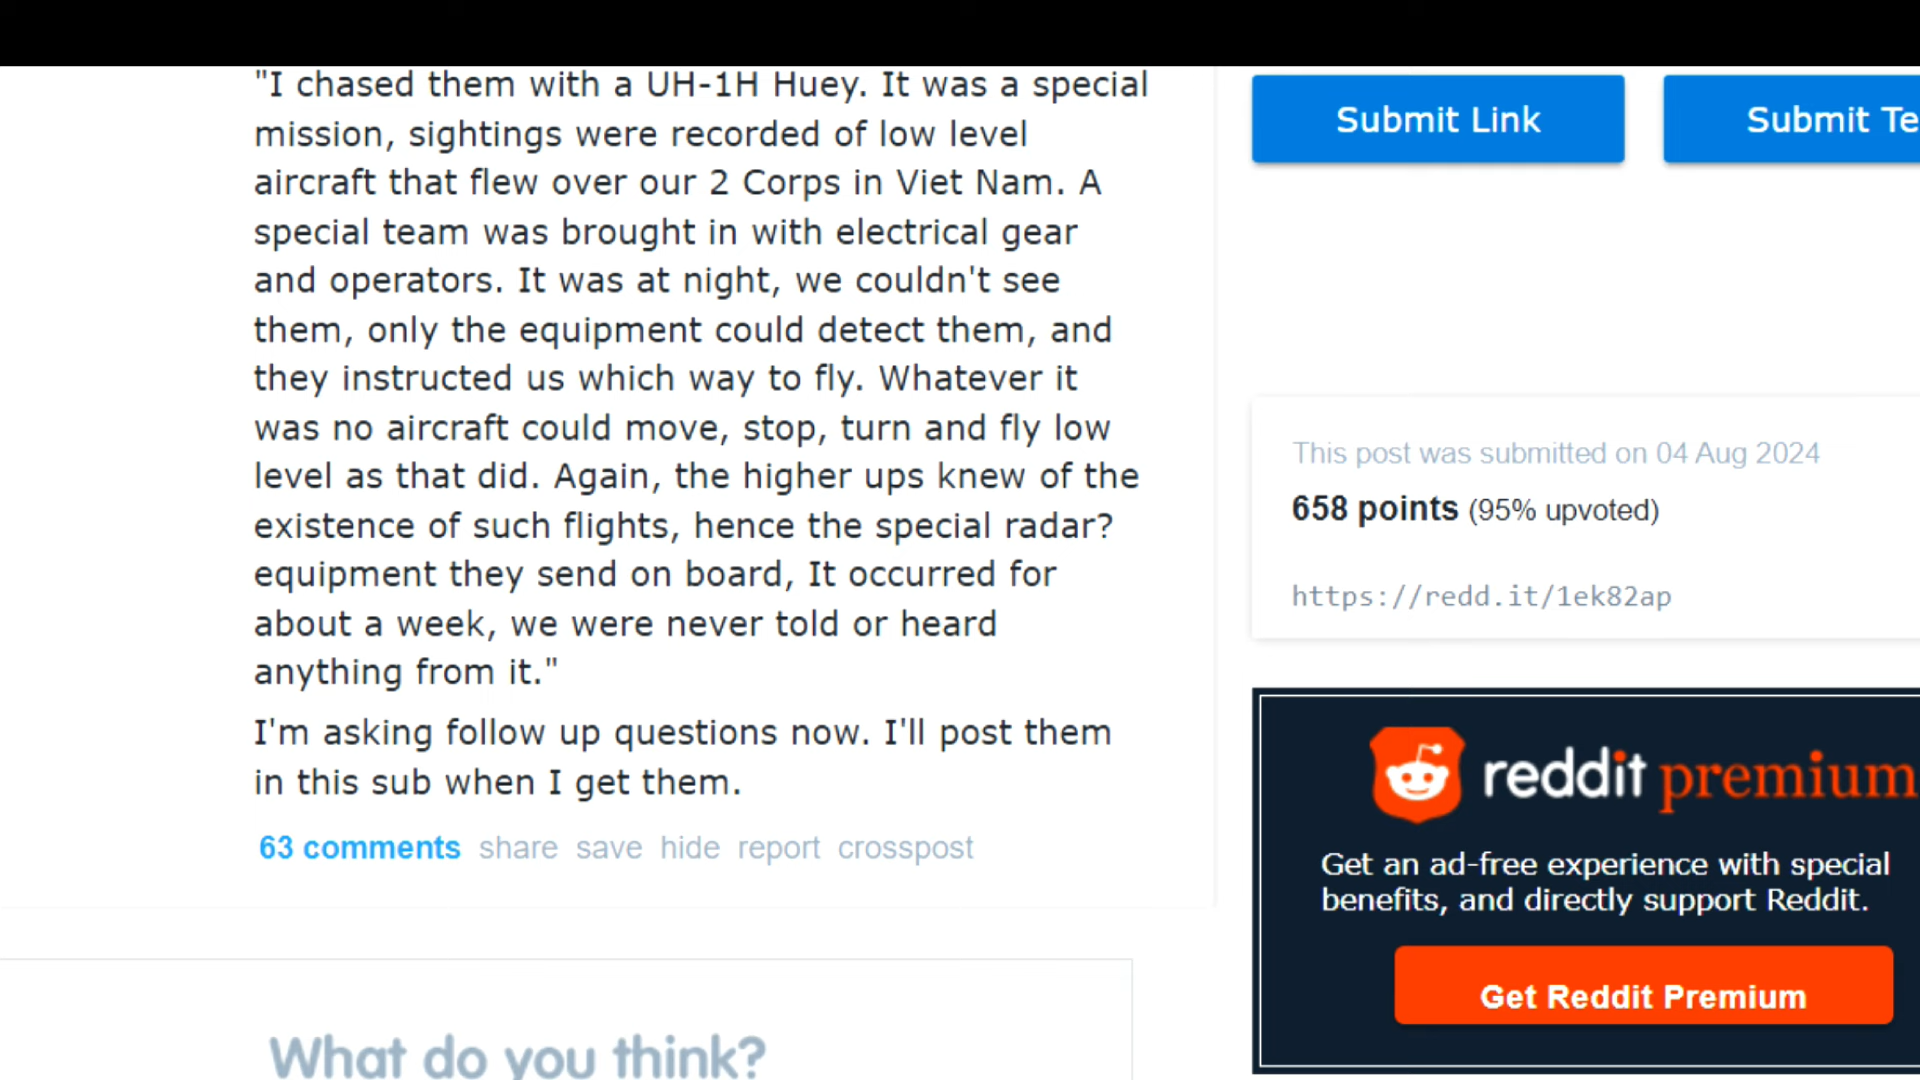 "I chased them with a UH-1H Huey. It was a special
mission, sightings were recorded of low level
aircraft that flew over our 2 Corps in Viet Nam. A
special team was brought in with electrical gear
and operators. It was at night, we couldn't see
them, only the equipment could detect them, and
they instructed us which way to fly. Whatever it
was no aircraft could move, stop, turn and fly low
level as that did. Again, the higher ups knew of the
existence of such flights, hence the special radar?
equipment they send on board, It occurred for
about a week, we were never told or heard
anything from it."
I'm asking follow up questions now. I'll post them
in this sub when I get them.
63 comments share save hide report crosspost
What do you think?
Submit Link
Submit Te
This post was submitted on 04 Aug 2024
658 points (95% upvoted)
https://redd.it/1ek82ap
reddit premium
Get an ad-free experience with special
benefits, and directly support Reddit.
Get Reddit Premium